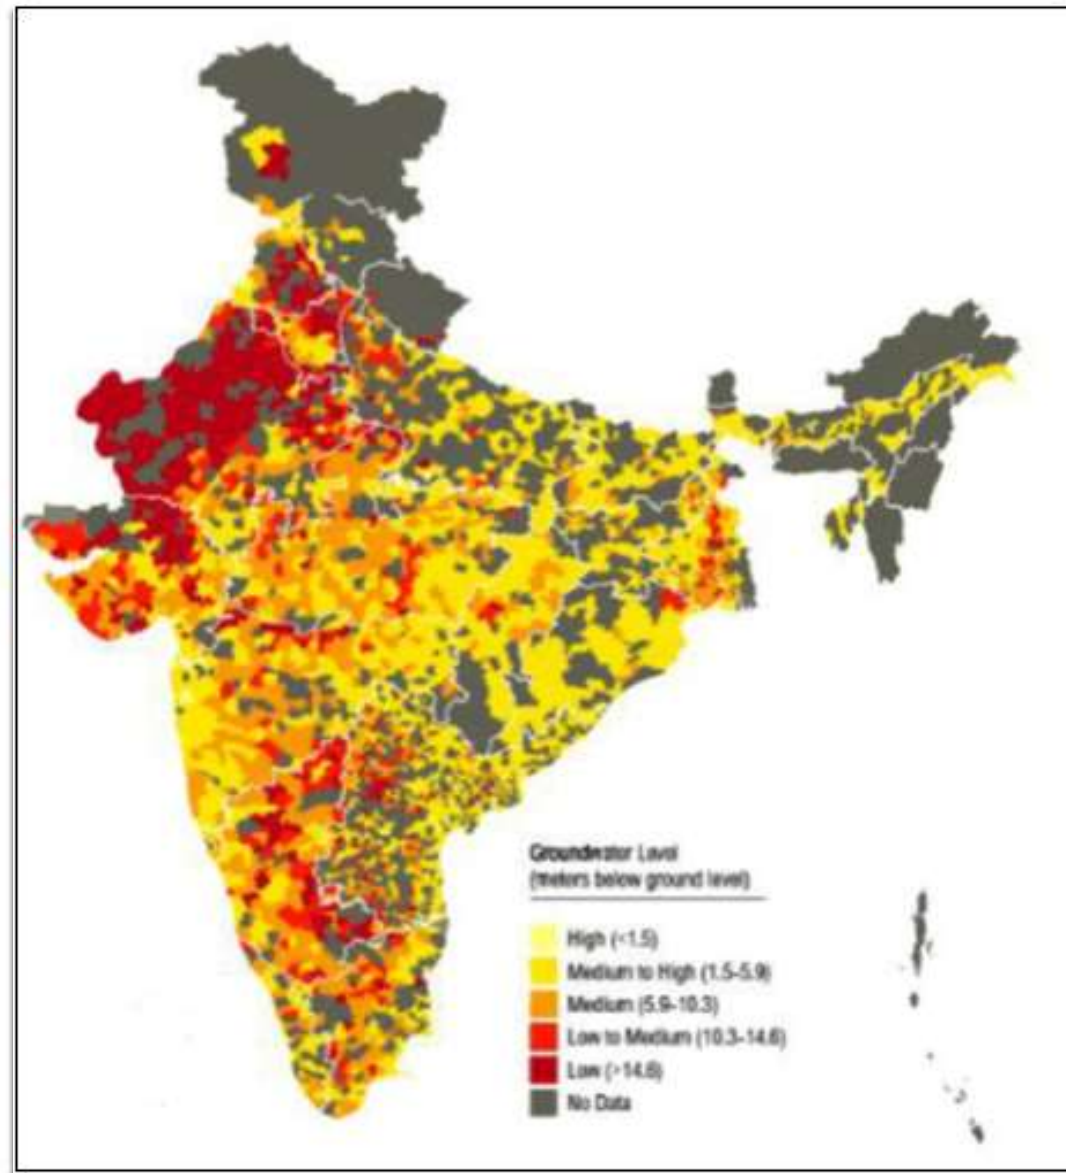 Groundwater Level
(meters below ground level)
High (<1.5)
Medium to High (1.5-5.9)
Medium (5.9-10.3)
Low to Medium (10.3-14.6)
Low (>14.6)
No Data